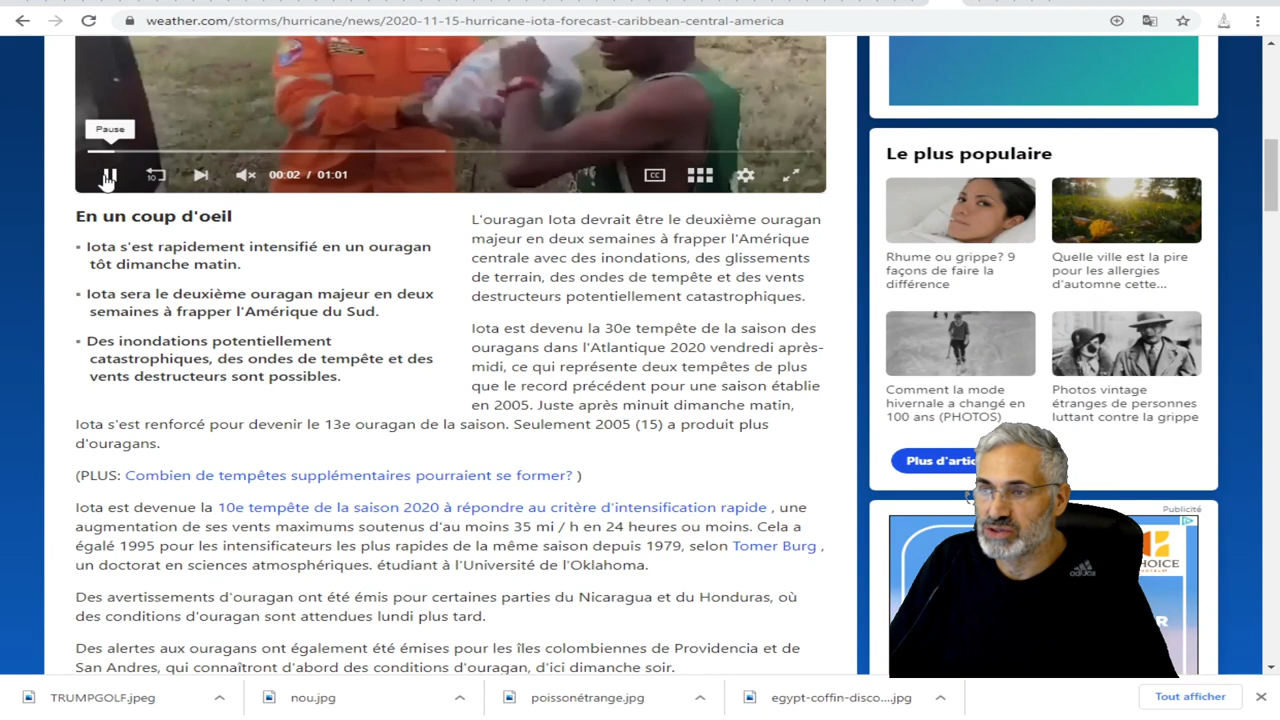 weather.com/storms/hurricane/news/2020-11-15-hurricane-iota-forecast-caribbean-central-america
Pause
10
00:02 / 01:01
CC
En un coup d'oeil
Iota s'est rapidement intensifié en un ouragan
tôt dimanche matin.
Iota sera le deuxième ouragan majeur en deux
semaines à frapper l'Amérique du Sud.
Des inondations potentiellement
catastrophiques, des ondes de tempête et des
vents destructeurs sont possibles.
L'ouragan Iota devrait être le deuxième ouragan
majeur en deux semaines à frapper l'Amérique
centrale avec des inondations, des glissements
de terrain, des ondes de tempête et des vents
destructeurs potentiellement catastrophiques.
Iota est devenu la 30e tempête de la saison des
ouragans dans l'Atlantique 2020 vendredi après-
midi, ce qui représente deux tempêtes de plus
que le record précédent pour une saison établie
en 2005. Juste après minuit dimanche matin,
Iota s'est renforcé pour devenir le 13e ouragan de la saison. Seulement 2005 (15) a produit plus
d'ouragans.
(PLUS: Combien de tempêtes supplémentaires pourraient se former? )
Iota est devenue la 10e tempête de la saison 2020 à répondre au critère d'intensification rapide , une
augmentation de ses vents maximums soutenus d'au moins 35 mi / h en 24 heures ou moins. Cela a
égalé 1995 pour les intensificateurs les plus rapides de la même saison depuis 1979, selon Tomer Burg ,
un doctorat en sciences atmosphériques. étudiant à l'Université de l'Oklahoma.
Des avertissements d'ouragan ont été émis pour certaines parties du Nicaragua et du Honduras, où
des conditions d'ouragan sont attendues lundi plus tard.
Des alertes aux ouragans ont également été émises pour les îles colombiennes de Providencia et de
San Andres, qui connaîtront d'abord des conditions d'ouragan, d'ici dimanche soir.
Le plus populaire
Rhume ou grippe? 9
façons de faire la
différence
Quelle ville est la pire
pour les allergies
d'automne cette...
Comment la mode
hivernale a changé en
100 ans (PHOTOS)
Photos vintage
étranges de personnes
luttant contre la grippe
Plus d'artic
Publicité
HOICE
adidas
TRUMPGOLF.jpeg
nou.jpg
poissonétrange.jpg
egypt-coffin-disco....jpg
Tout afficher